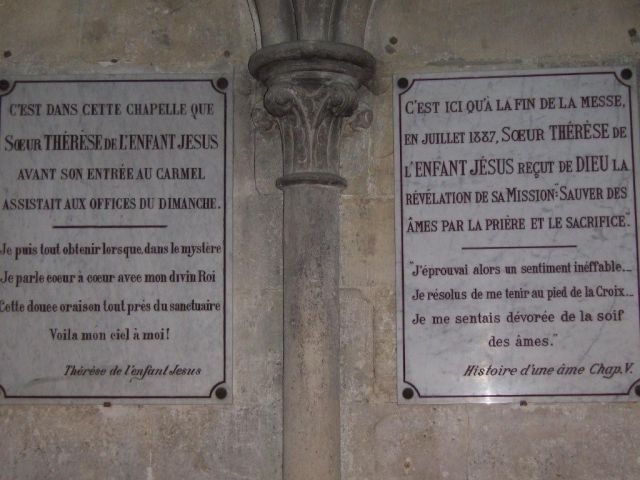 C'EST DANS CETTE CHAPELLE QUE
SŒUR THÉRÈSE DE L'ENFANT JESUS
AVANT SON ENTRÉE AU CARMEL
ASSISTAIT AUX OFFICES DU DIMANCHE.
Je puis tout obtenir lorsque, dans le mystère
Je parle coeur à coeur avec mon divin Roi
Cette douce oraison tout près du sanctuaire
Voila mon ciel à moi!
Thérèse de l'enfant Jesus
C'EST ICI QU'À LA FIN DE LA MESSE,
EN JUILLET 1887, SŒUR THÉRÈSE DE
L'ENFANT JÉSUS REÇUT DE DIEU LA
RÉVÉLATION DE SA MISSION: "SAUVER DES
ÂMES PAR LA PRIÈRE ET LE SACRIFICE".
"J'éprouvai alors un sentiment inéffable...
Je résolus de me tenir au pied de la Croix...
Je me sentais dévorée de la soif
des âmes."
Histoire d'une âme Chap. V.